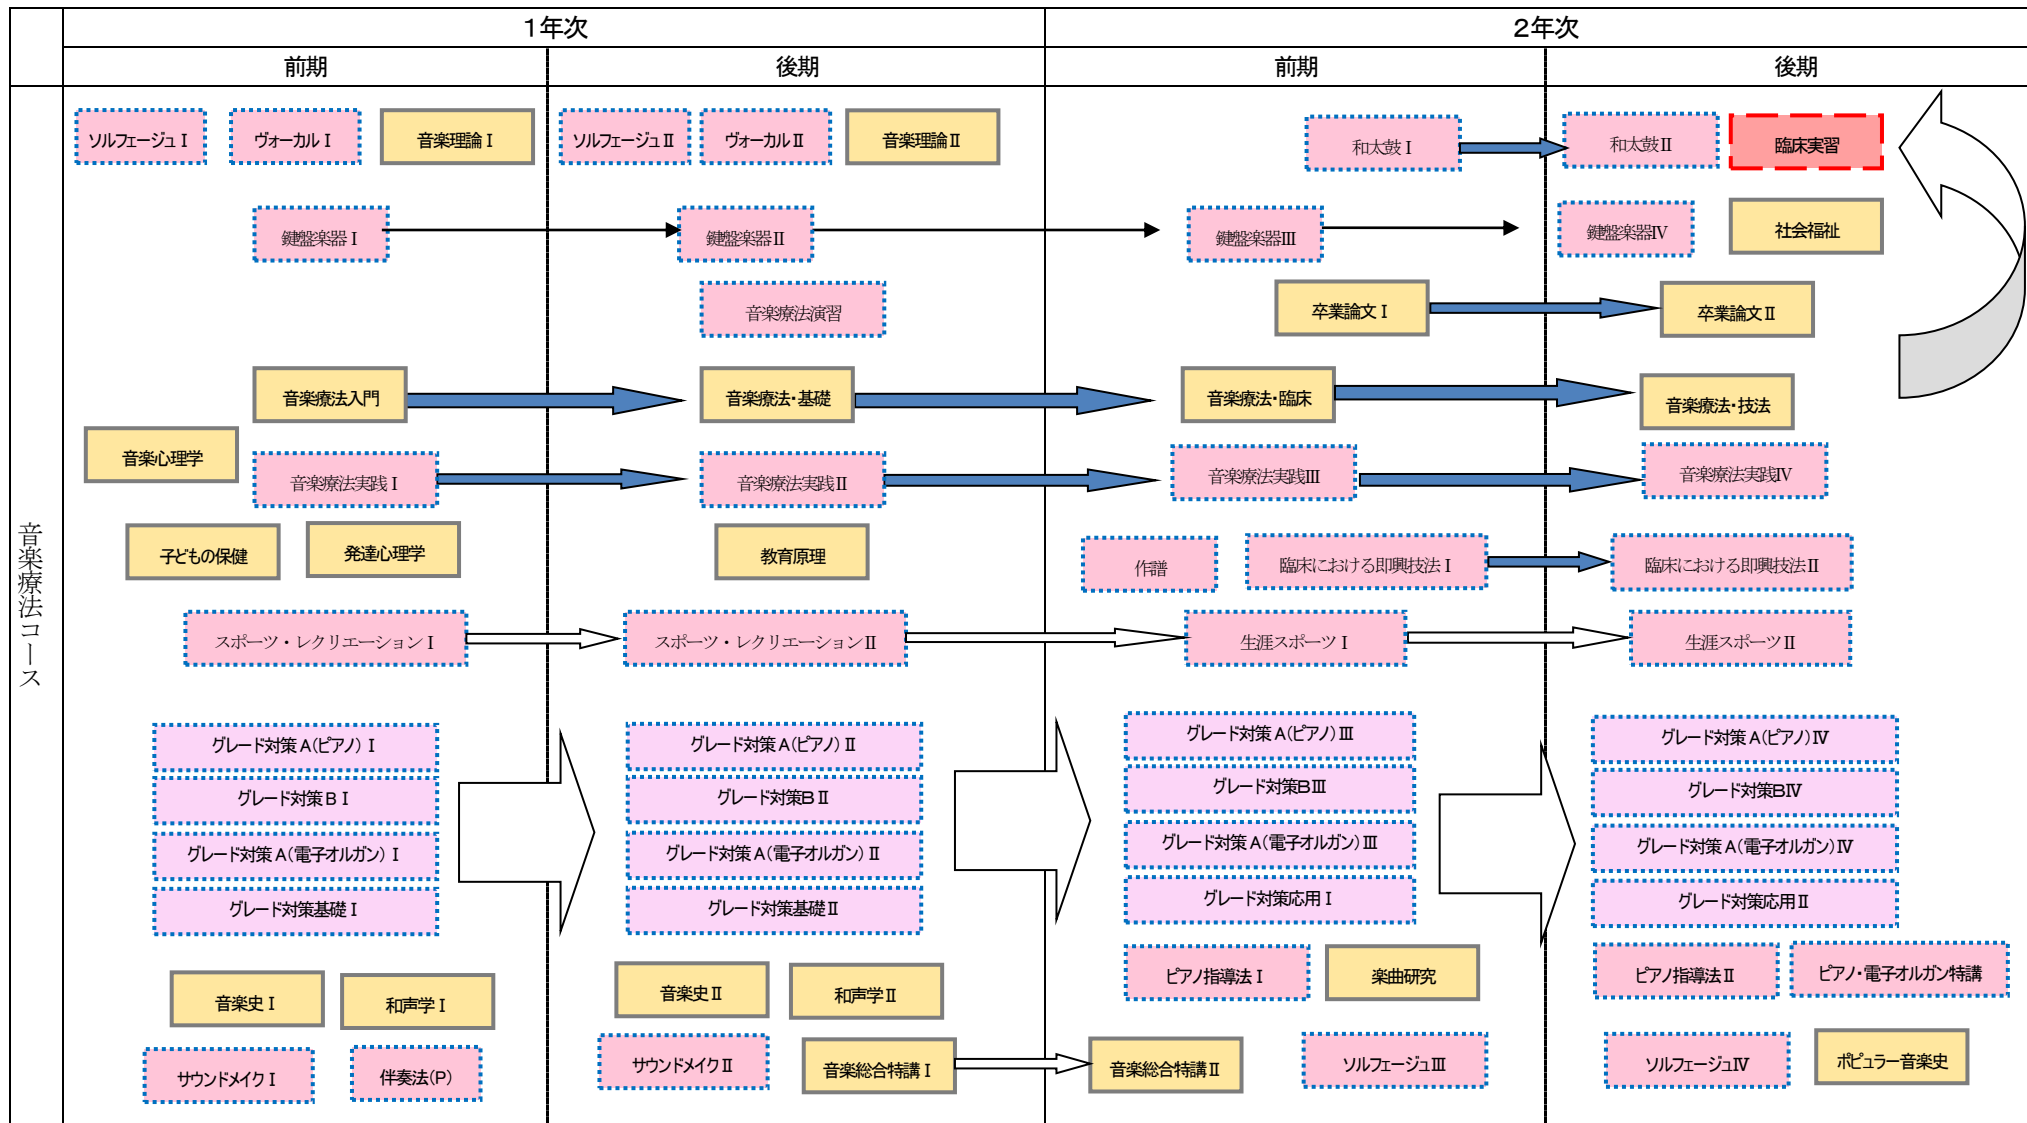 1年次
2年次
前期
後期
前期
後期
音楽療法コース
ソルフェージュⅠ
ヴォーカルⅠ
音楽理論Ⅰ
ソルフェージュⅡ
ヴォーカルⅡ
音楽理論Ⅱ
和太鼓Ⅰ
和太鼓Ⅱ
臨床実習
鍵盤楽器Ⅰ
鍵盤楽器Ⅱ
鍵盤楽器Ⅲ
鍵盤楽器Ⅳ
社会福祉
音楽療法演習
卒業論文Ⅰ
卒業論文Ⅱ
音楽療法入門
音楽療法・基礎
音楽療法・臨床
音楽療法・技法
音楽心理学
音楽療法実践Ⅰ
音楽療法実践Ⅱ
音楽療法実践Ⅲ
音楽療法実践Ⅳ
子どもの保健
発達心理学
教育原理
作譜
臨床における即興技法Ⅰ
臨床における即興技法Ⅱ
スポーツ・レクリエーションⅠ
スポーツ・レクリエーションⅡ
生涯スポーツⅠ
生涯スポーツⅡ
グレード対策A(ピアノ)Ⅰ
グレード対策A(ピアノ)Ⅱ
グレード対策A(ピアノ)Ⅲ
グレード対策A(ピアノ)Ⅳ
グレード対策BⅠ
グレード対策BⅡ
グレード対策BⅢ
グレード対策BⅣ
グレード対策A(電子オルガン)Ⅰ
グレード対策A(電子オルガン)Ⅱ
グレード対策A(電子オルガン)Ⅲ
グレード対策A(電子オルガン)Ⅳ
グレード対策基礎Ⅰ
グレード対策基礎Ⅱ
グレード対策応用Ⅰ
グレード対策応用Ⅱ
音楽史Ⅰ
和声学Ⅰ
音楽史Ⅱ
和声学Ⅱ
ピアノ指導法Ⅰ
楽曲研究
ピアノ指導法Ⅱ
ピアノ・電子オルガン特講
サウンドメイクⅠ
伴奏法(P)
サウンドメイクⅡ
音楽総合特講Ⅰ
音楽総合特講Ⅱ
ソルフェージュⅢ
ソルフェージュⅣ
ポピュラー音楽史